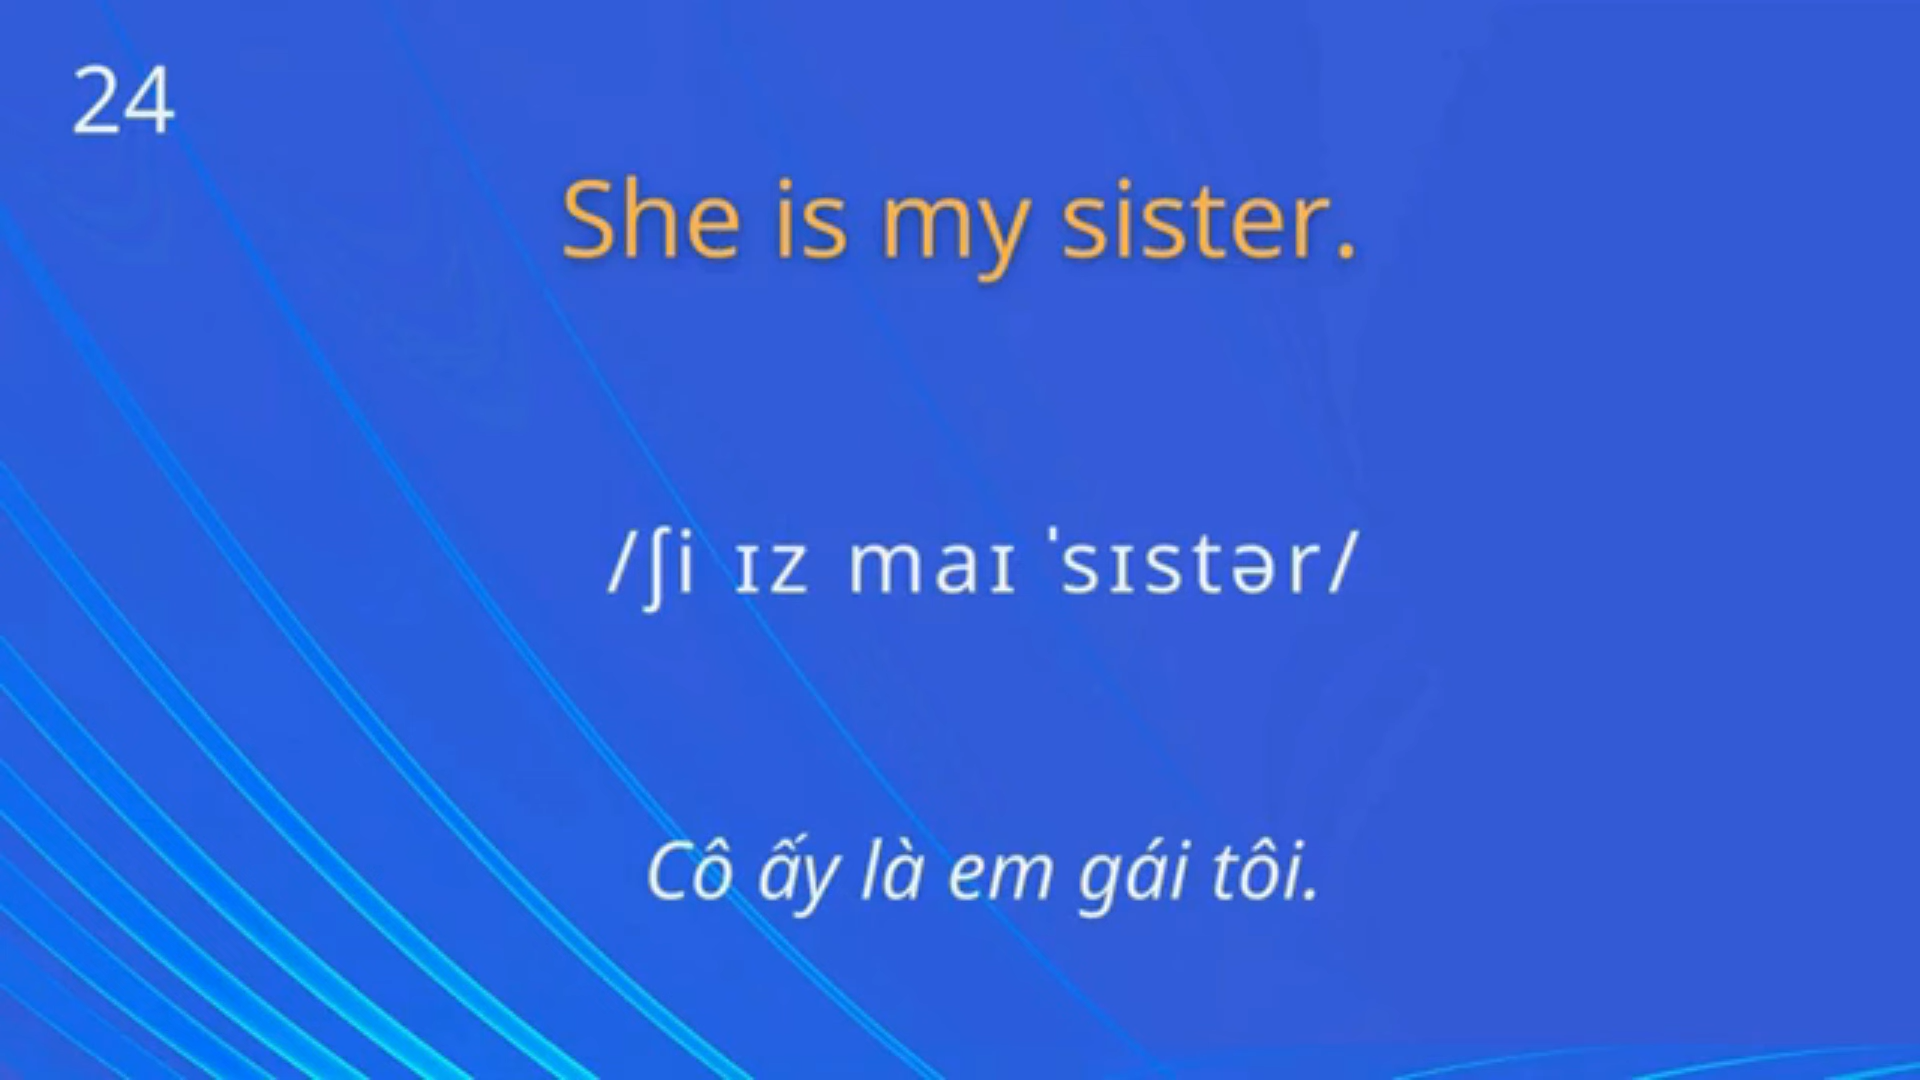 24
She is my sister.
/ʃi ɪz maɪ ˈsɪstər/
Cô ấy là em gái tôi.